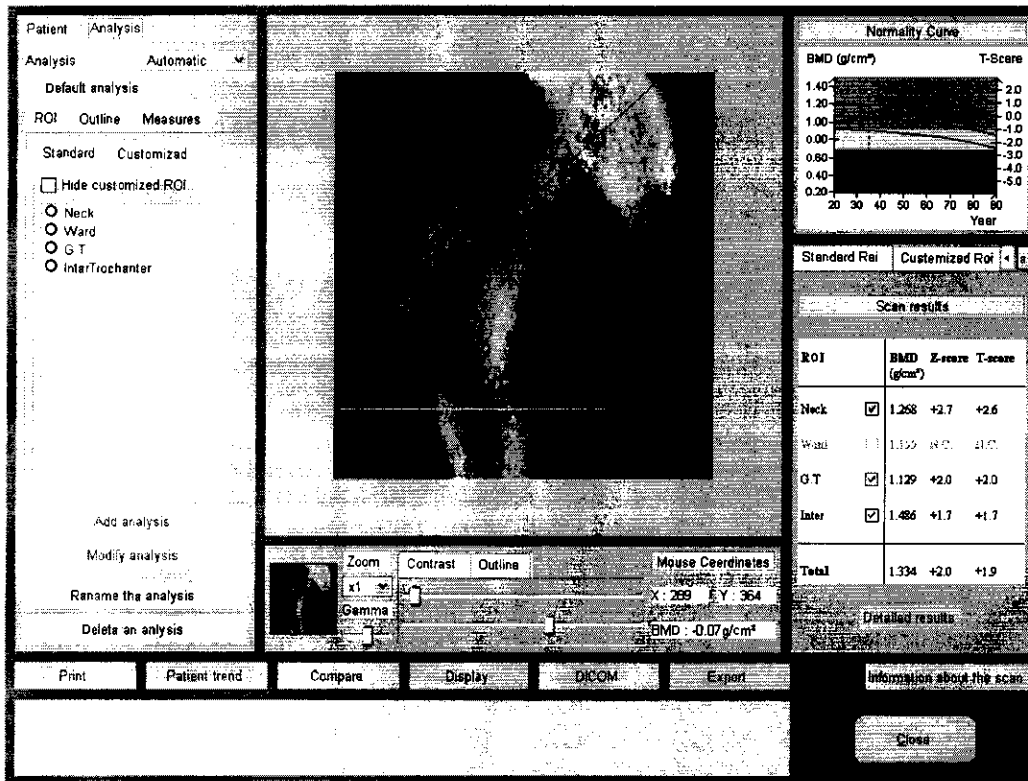 Patient Analysis
Analysis Automatic
Default analysis
ROI Outline Measures
Standard Customized
Hide customized ROI
Neck
Ward
G T
InterTrochanter
Add analysis
Modify analysis
Rename the analysis
Delete an anlysis
Zoom
x1
Gamma
Contrast Outline
Mouse Coordinates
X : 289 Y : 364
BMD : -0.07g/cm²
Normality Curve
BMD (g/cm²) T-Score
1.40
1.20
1.00
0.80
0.60
0.40
0.20
2.0
1.0
0.0
-1.0
-2.0
-3.0
-4.0
-5.0
20 30 40 50 60 70 80 90
Year
Standard Roi Customized Roi
Scan results
ROI BMD Z-score T-score
(g/cm²)
Neck 1.268 +2.7 +2.6
Ward N.C. N.C.
G.T 1.129 +2.0 +2.0
Inter 1.486 +1.7 +1.7
Total 1.334 +2.0 +1.9
Detailed results
Print Patient trend Compare Display DICOM Export Information about the scan
Close